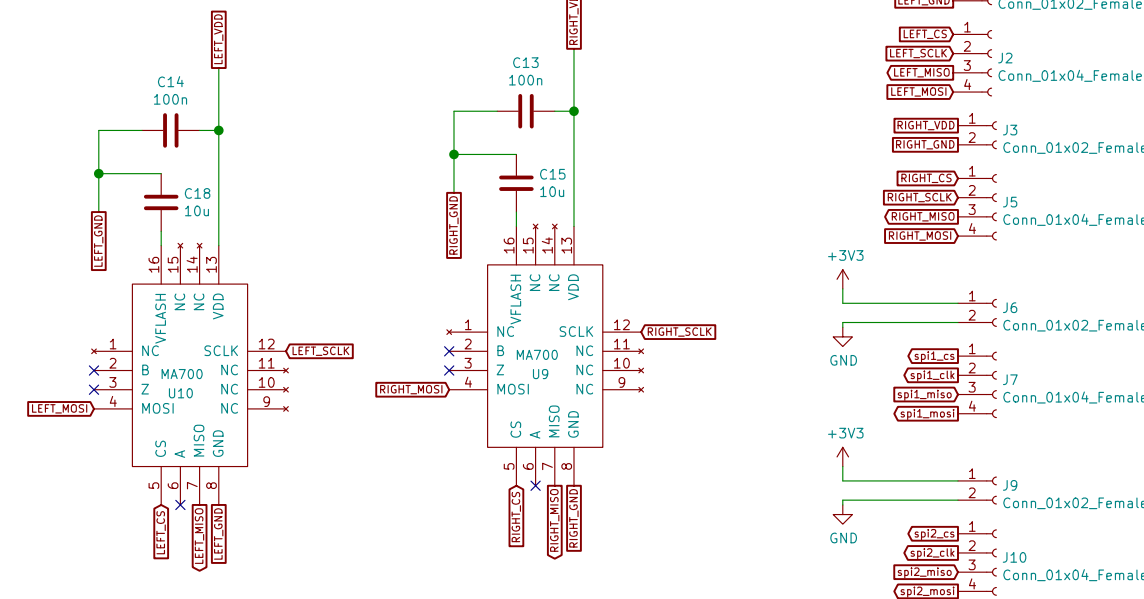 LEFT_VDD
C14
100n
C18
10u
LEFT_GND
16
15
14
13
VFLASH
NC
NC
VDD
1
NC
2
B
3
Z
4
MOSI
LEFT_MOSI
MA700
U10
SCLK
12
LEFT_SCLK
NC
11
NC
10
NC
9
CS
A
MISO
GND
5
6
7
8
LEFT_CS
LEFT_MISO
LEFT_GND
C13
100n
C15
10u
RIGHT_GND
16
15
14
13
VFLASH
NC
NC
VDD
1
NC
2
B
3
Z
4
MOSI
RIGHT_MOSI
MA700
U9
SCLK
12
RIGHT_SCLK
NC
11
NC
10
NC
9
CS
A
MISO
GND
5
6
7
8
RIGHT_CS
RIGHT_MISO
RIGHT_GND
LEFT_GND
Conn_01x02_Female
LEFT_CS 1
LEFT_SCLK 2
LEFT_MISO 3
LEFT_MOSI 4
J2
Conn_01x04_Female
RIGHT_VDD 1
RIGHT_GND 2
J3
Conn_01x02_Female
RIGHT_CS 1
RIGHT_SCLK 2
RIGHT_MISO 3
RIGHT_MOSI 4
J5
Conn_01x04_Female
+3V3
1
2
GND
J6
Conn_01x02_Female
spi1_cs 1
spi1_clk 2
spi1_miso 3
spi1_mosi 4
J7
Conn_01x04_Female
+3V3
1
2
GND
J9
Conn_01x02_Female
spi2_cs 1
spi2_clk 2
spi2_miso 3
spi2_mosi 4
J10
Conn_01x04_Female